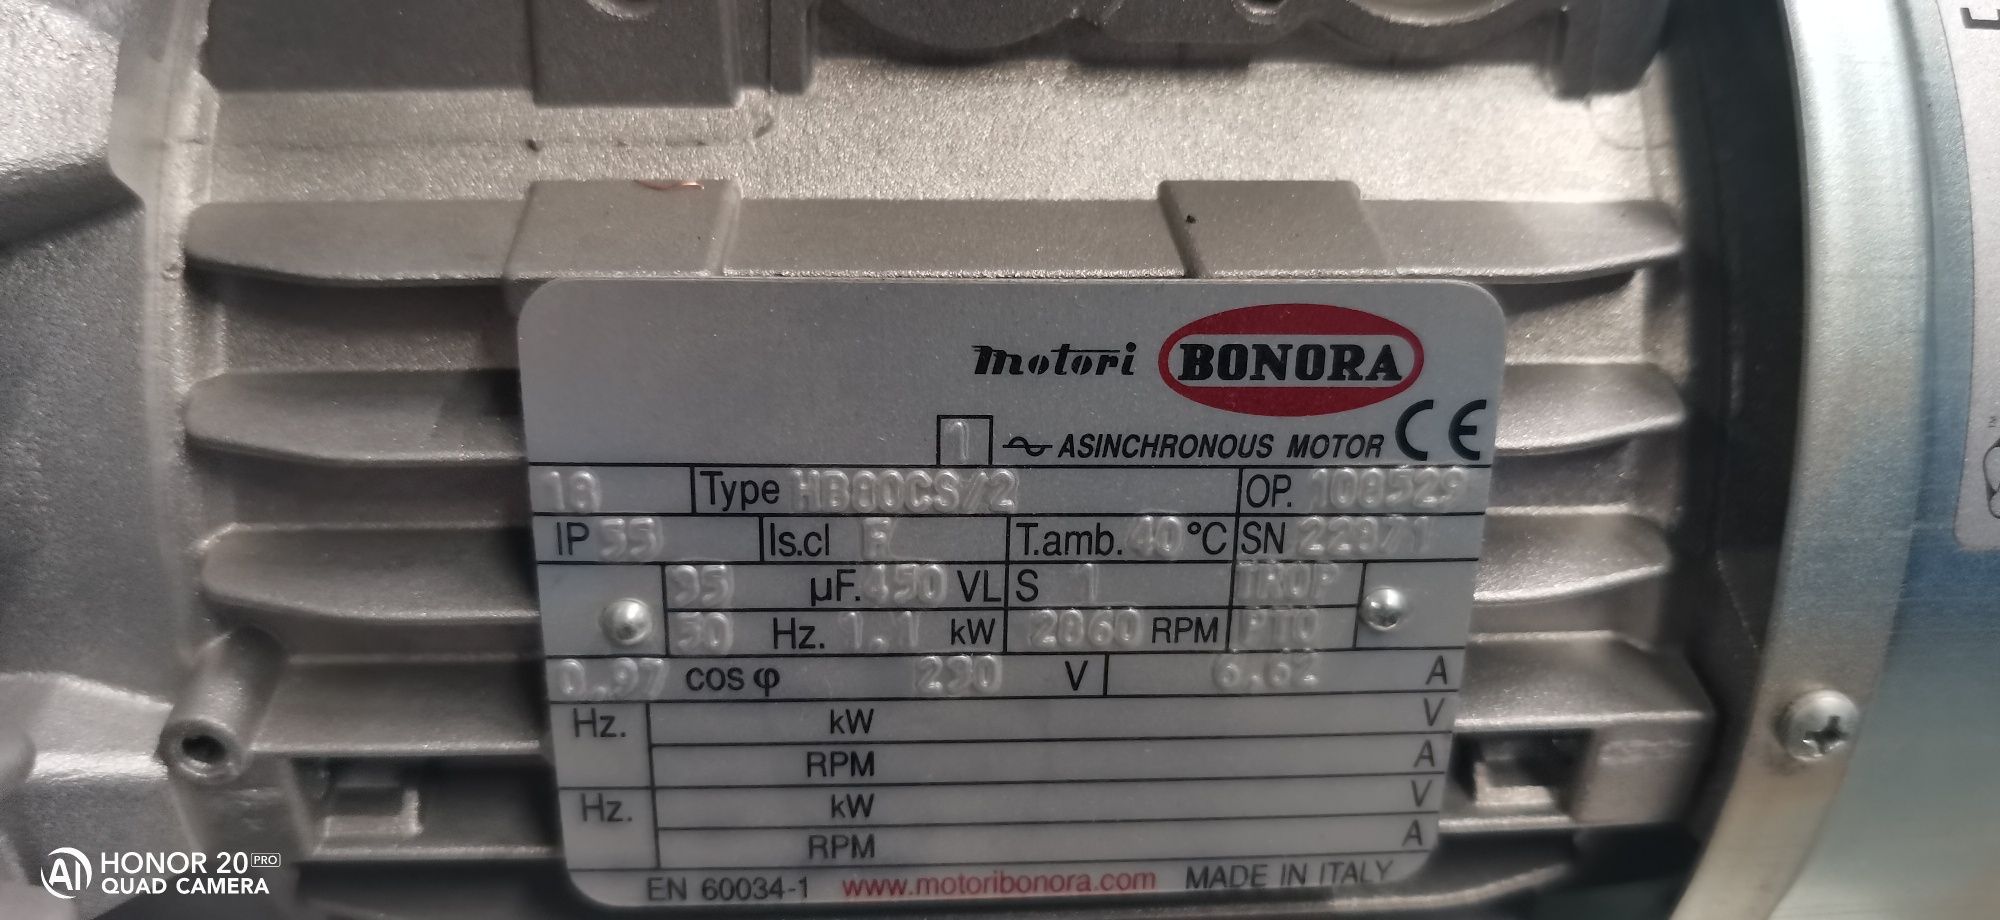 motori BONORA
1 ASINCHRONOUS MOTOR CE
18 Type HB80CS/2 OP. 108529
IP 55 Is.cl F T.amb. 40 °C SN 228/1
35 µF. 450 VL S 1 TROP
50 Hz. 1.1 kW 2860 RPM PTO
0.97 cos φ 230 V 6.62 A
Hz. kW V
RPM A
Hz. kW V
RPM A
EN 60034-1 www.motoribonora.com MADE IN ITALY
AI HONOR 20 PRO
QUAD CAMERA